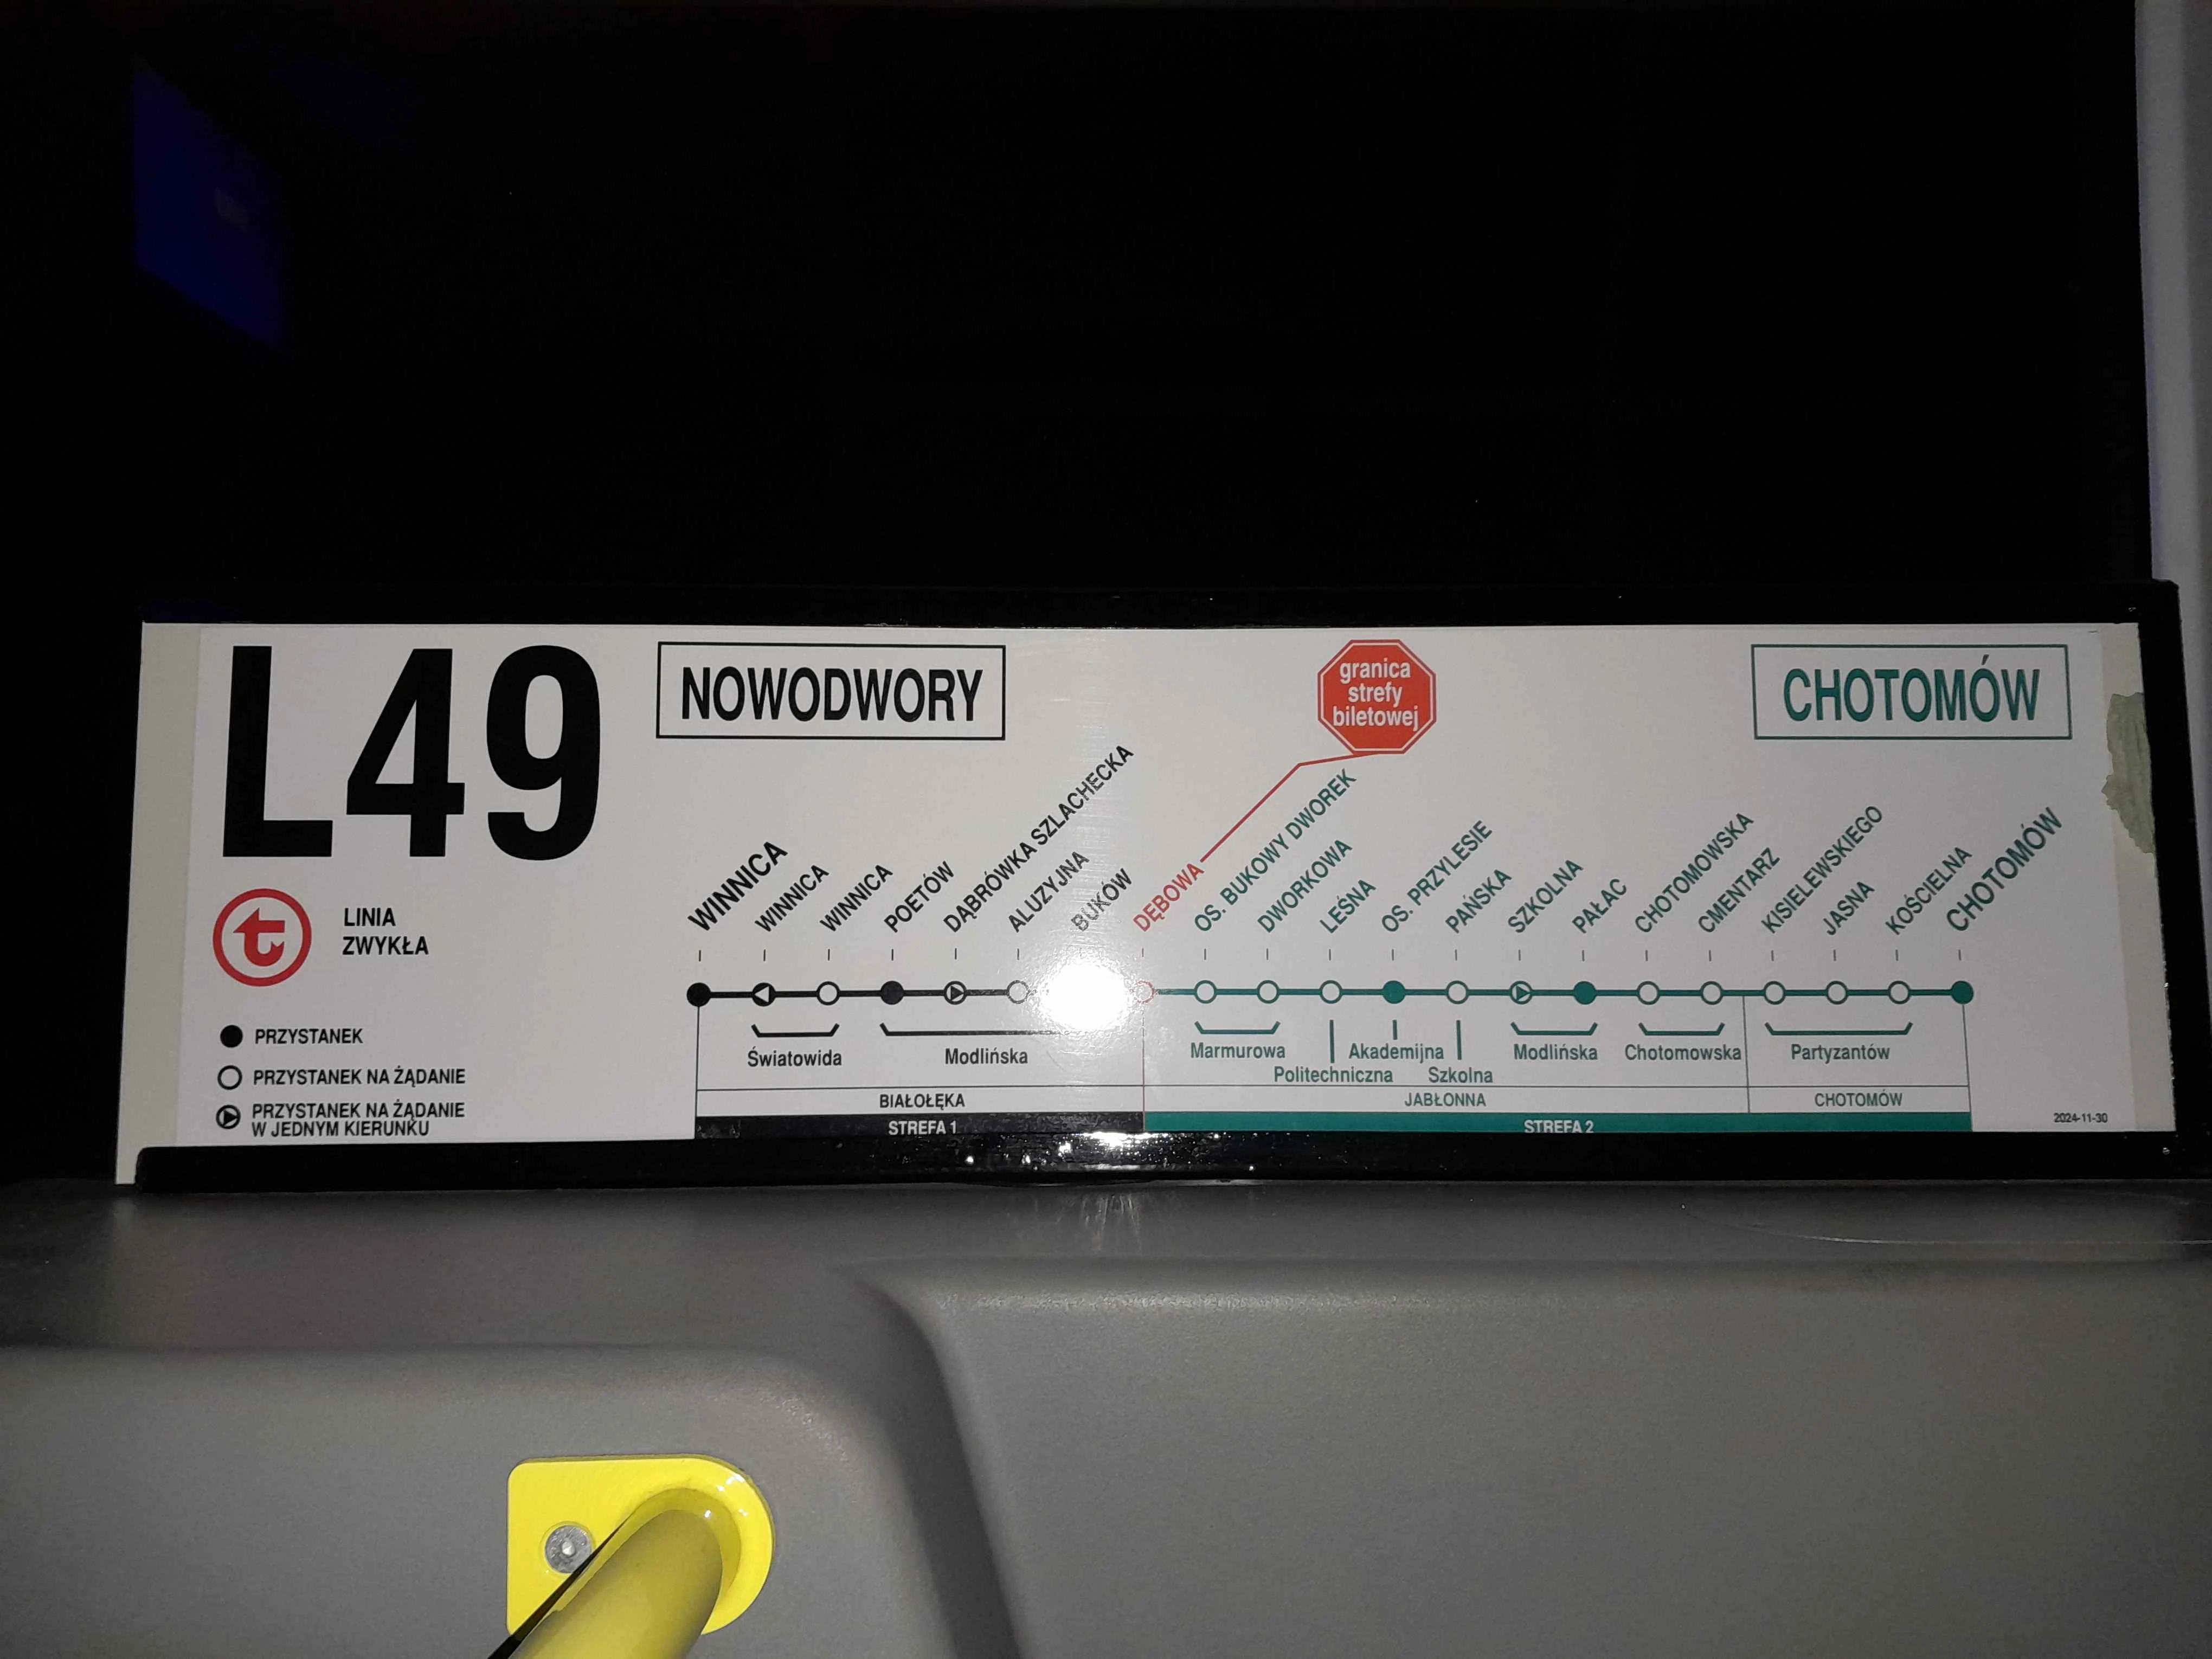 L49
NOWODWORY
granica
strefy
biletowej
CHOTOMÓW
LINIA
ZWYKŁA
PRZYSTANEK
PRZYSTANEK NA ŻĄDANIE
PRZYSTANEK NA ŻĄDANIE
W JEDNYM KIERUNKU
WINNICA
WINNICA
WINNICA
POETÓW
DĄBRÓWKA SZLACHECKA
ALUZYJNA
BUKÓW
DĘBOWA
OS. BUKOWY DWOREK
DWORKOWA
LEŚNA
OS. PRZYLESIE
PAŃSKA
SZKOLNA
PAŁAC
CHOTOMOWSKA
CMENTARZ
KISIELEWSKIEGO
JASNA
KOŚCIELNA
CHOTOMÓW
Światowida
Modlińska
Marmurowa
Politechniczna
Akademijna
Szkolna
Modlińska
Chotomowska
Partyzantów
BIAŁOŁĘKA
JABŁONNA
CHOTOMÓW
STREFA 1
STREFA 2
2024-11-30